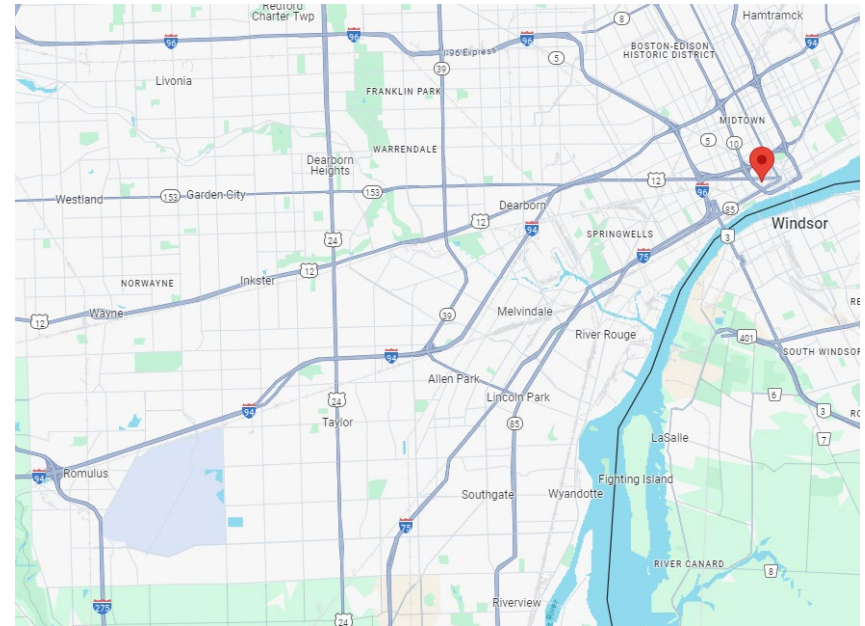 Redford
Charter Twp
Hamtramck
8
96
96
I-96 Express
96
BOSTON-EDISON
HISTORIC DISTRICT
94
5
39
Livonia
FRANKLIN PARK
MIDTOWN
5
10
WARRENDALE
Dearborn
Heights
12
96
153
Garden City
153
Westland
Dearborn
85
12
Windsor
94
SPRINGWELLS
3
24
75
12
NORWAYNE
Inkster
Wayne
12
39
Melvindale
River Rouge
401
94
SOUTH WINDSOR
Allen Park
24
Lincoln Park
6
94
3
Taylor
85
LaSalle
7
Romulus
94
Fighting Island
Southgate
Wyandotte
75
RIVER CANARD
8
275
Riverview
24